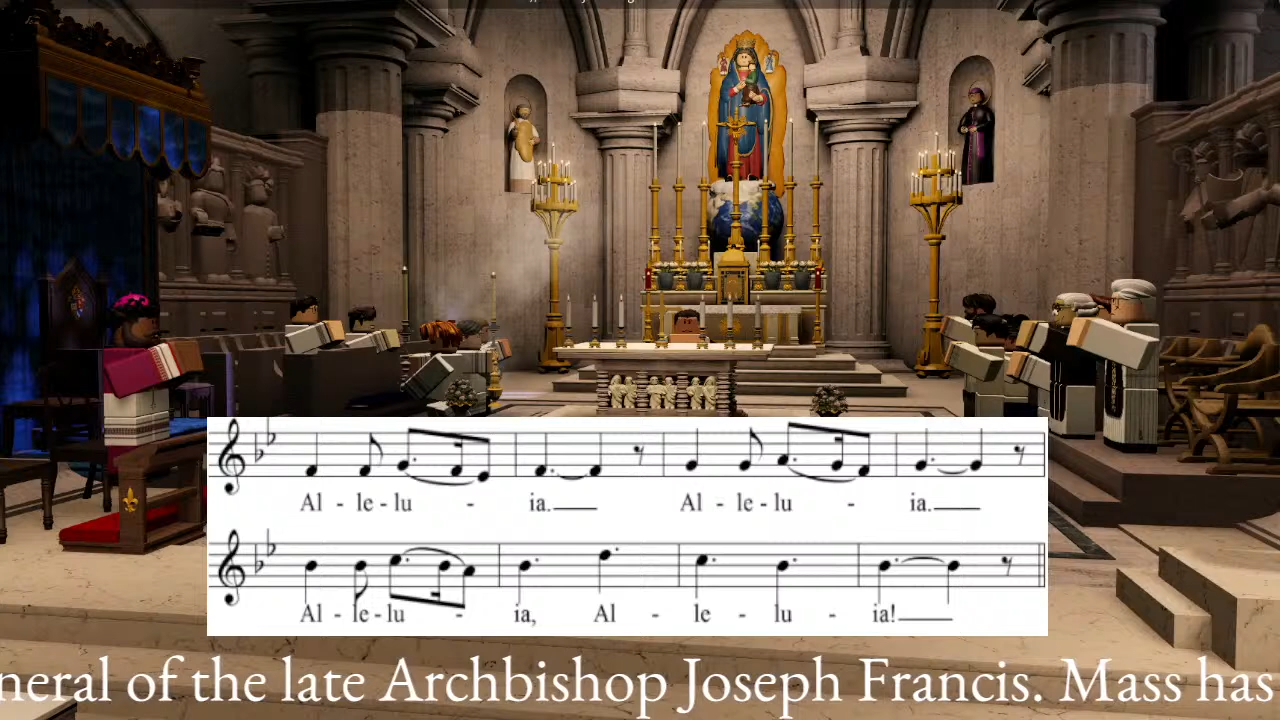 Al - le - lu - ia. Al - le - lu - ia.
Al - le - lu - ia, Al - le - lu - ia!
neral of the late Archbishop Joseph Francis. Mass has